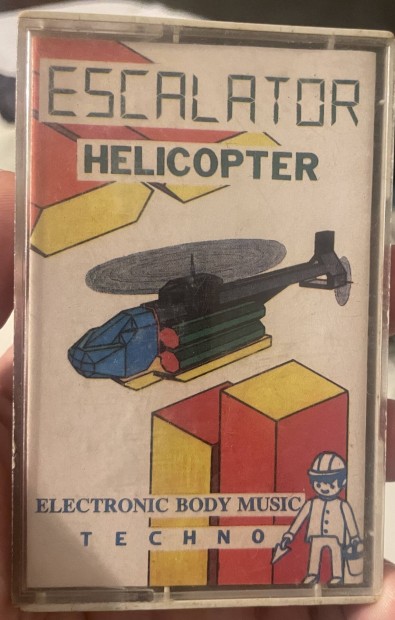 ESCALATOR
HELICOPTER
ELECTRONIC BODY MUSIC
TECHNO